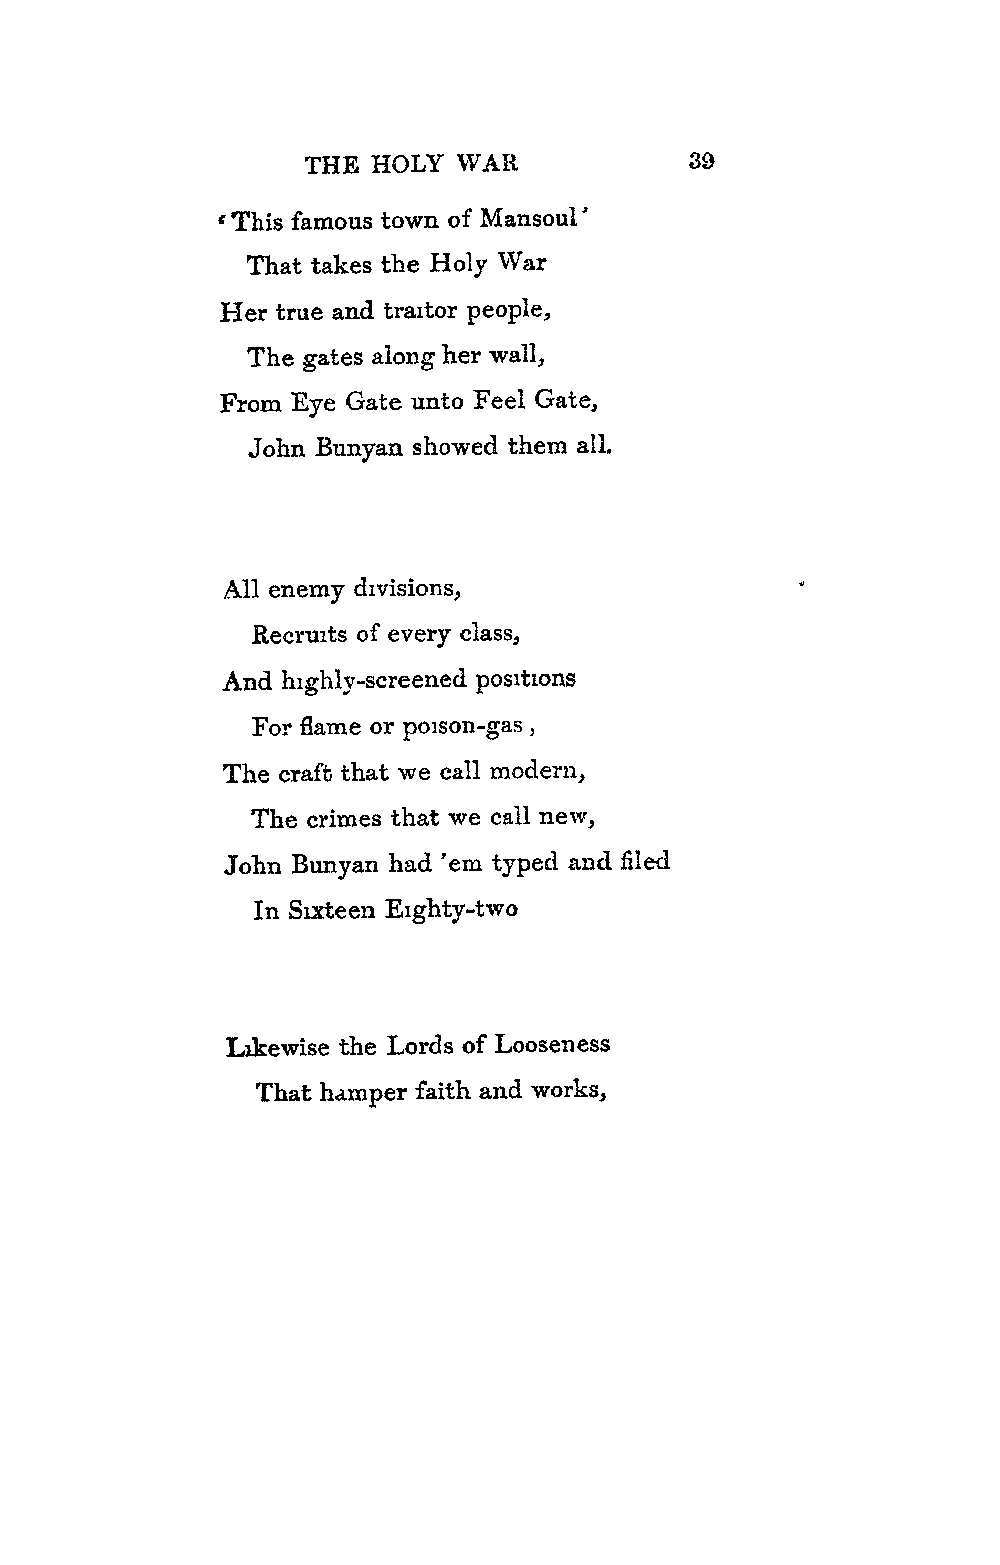 THE HOLY WAR 39
'This famous town of Mansoul'
That takes the Holy War
Her true and traitor people,
The gates along her wall,
From Eye Gate unto Feel Gate,
John Bunyan showed them all.
All enemy divisions,
Recruits of every class,
And highly-screened positions
For flame or poison-gas,
The craft that we call modern,
The crimes that we call new,
John Bunyan had 'em typed and filed
In Sixteen Eighty-two
Likewise the Lords of Looseness
That hamper faith and works,